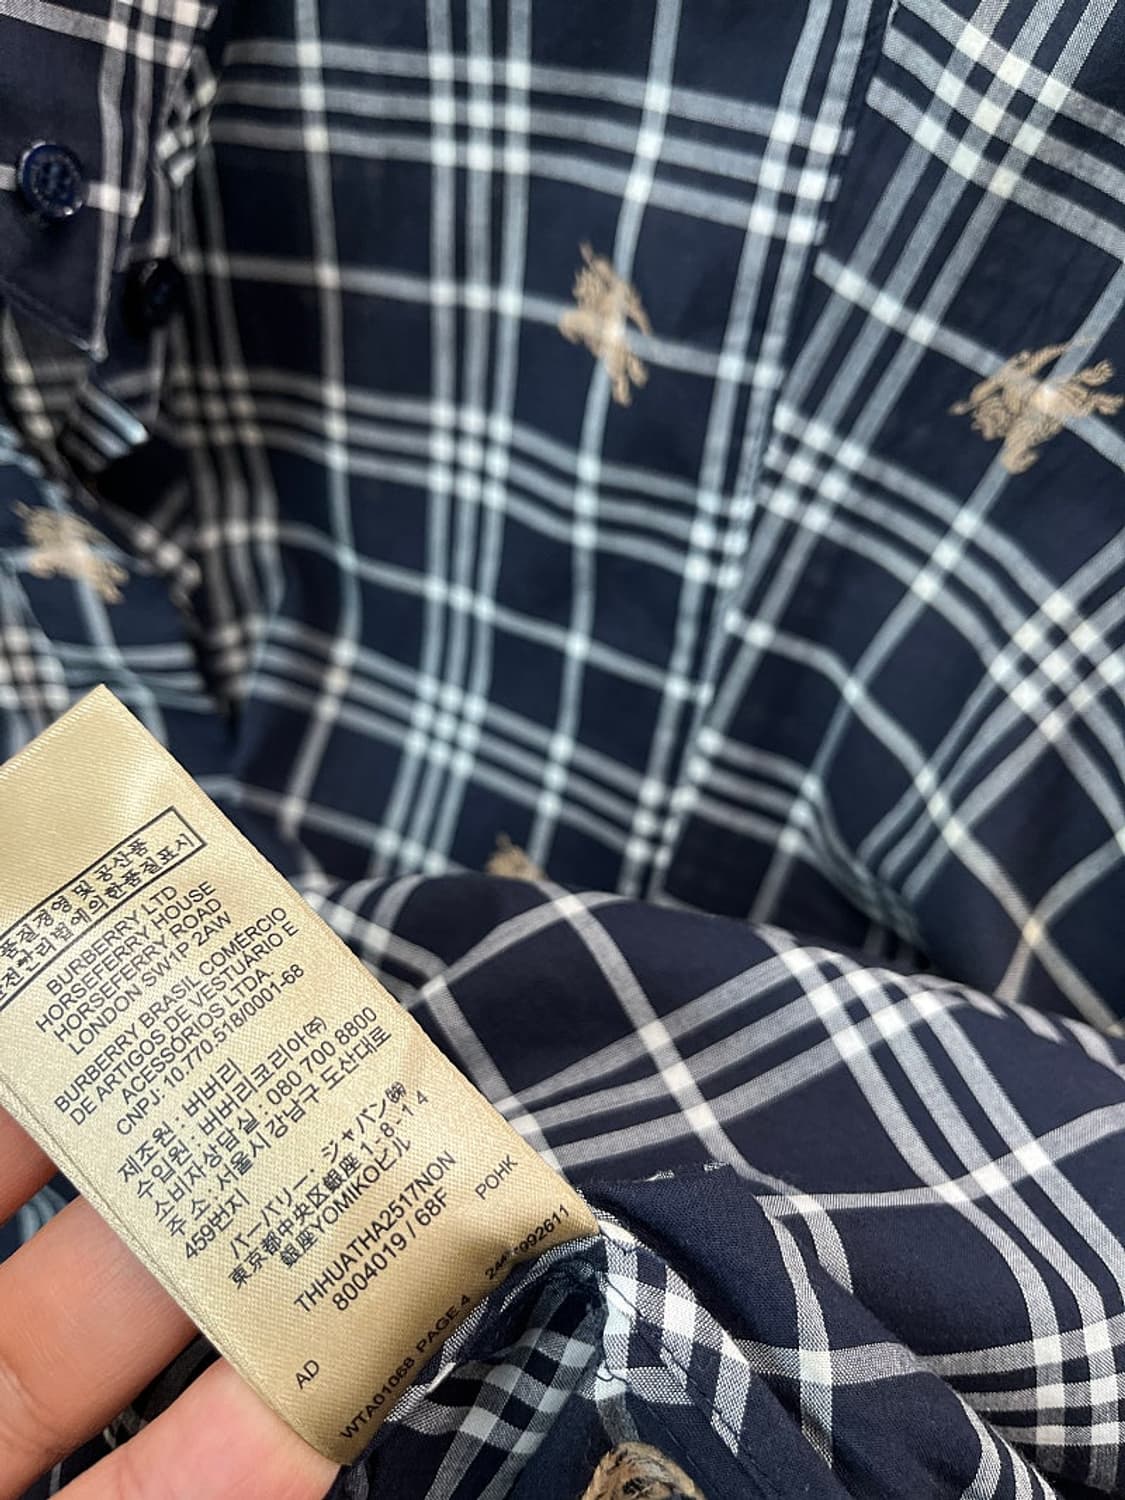 품질경영 및 공산품
안전관리법에의한품질표시
BURBERRY LTD
HORSEFERRY HOUSE
HORSEFERRY ROAD
LONDON SW1P 2AW
BURBERRY BRASIL COMERCIO
DE ARTIGOS DE VESTUÁRIO E
ACESSÓRIOS LTDA.
CNPJ: 10.770.518/0001-68
제조원 : 버버리
수입원 : 버버리코리아(주)
소비자상담실 : 080 700 8800
주 소 : 서울시 강남구 도산대로
459번지
バーバリー・ジャパン㈱
東京都中央区銀座 1-8-14
銀座YOMIKOビル
THHUATHA2517NON
8004019 / 68F
POHK
AD
WTA01068 PAGE 4